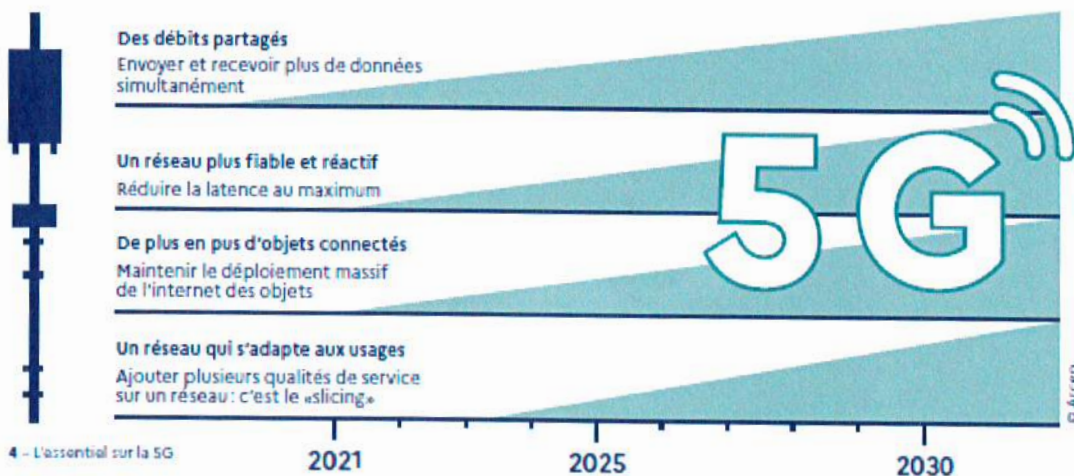 Des débits partagés
Envoyer et recevoir plus de données
simultanément
Un réseau plus fiable et réactif
Réduire la latence au maximum
De plus en pus d'objets connectés
Maintenir le déploiement massif
de l'internet des objets
Un réseau qui s'adapte aux usages
Ajouter plusieurs qualités de service
sur un réseau : c'est le «slicing»
5G
© Arcep
2021
2025
2030
4 – L'essentiel sur la 5G